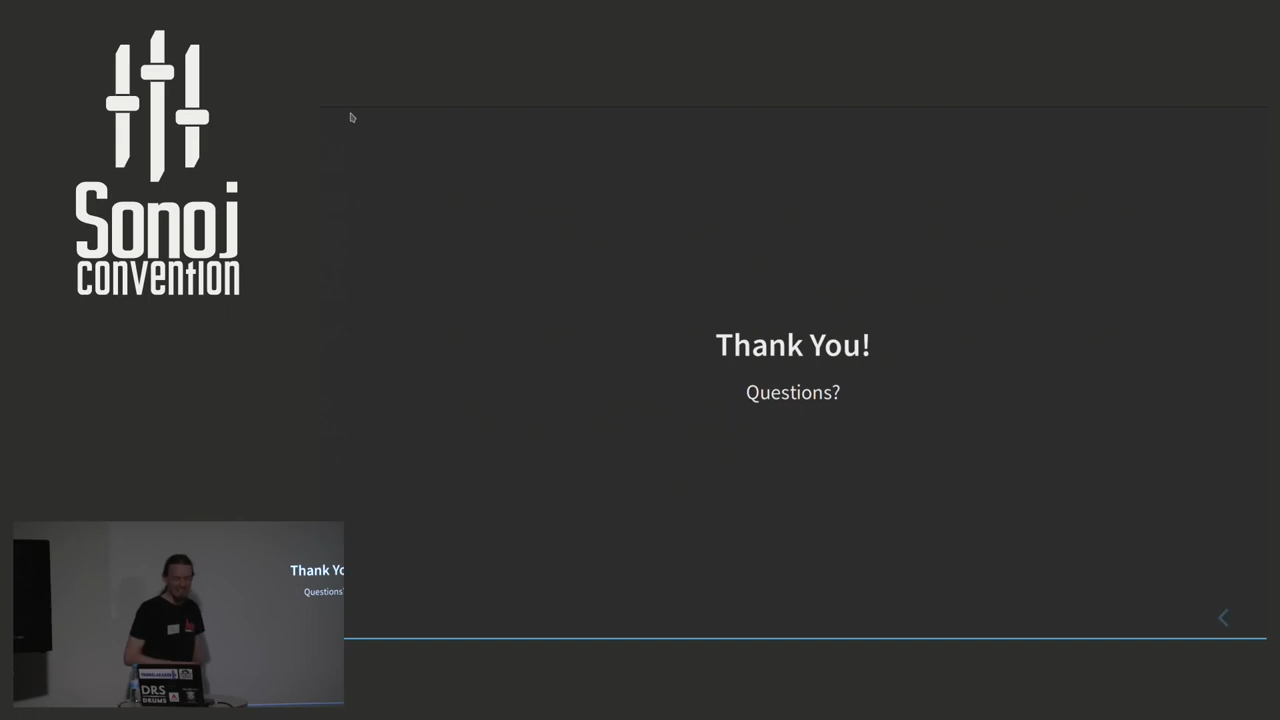 Sonoj
convention
Thank You!
Questions?
Thank Yo
Questions?
DRS
DRUMS